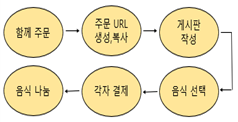 함께 주문
주문 URL
생성,복사
게시판
작성
음식 선택
각자 결제
음식 나눔